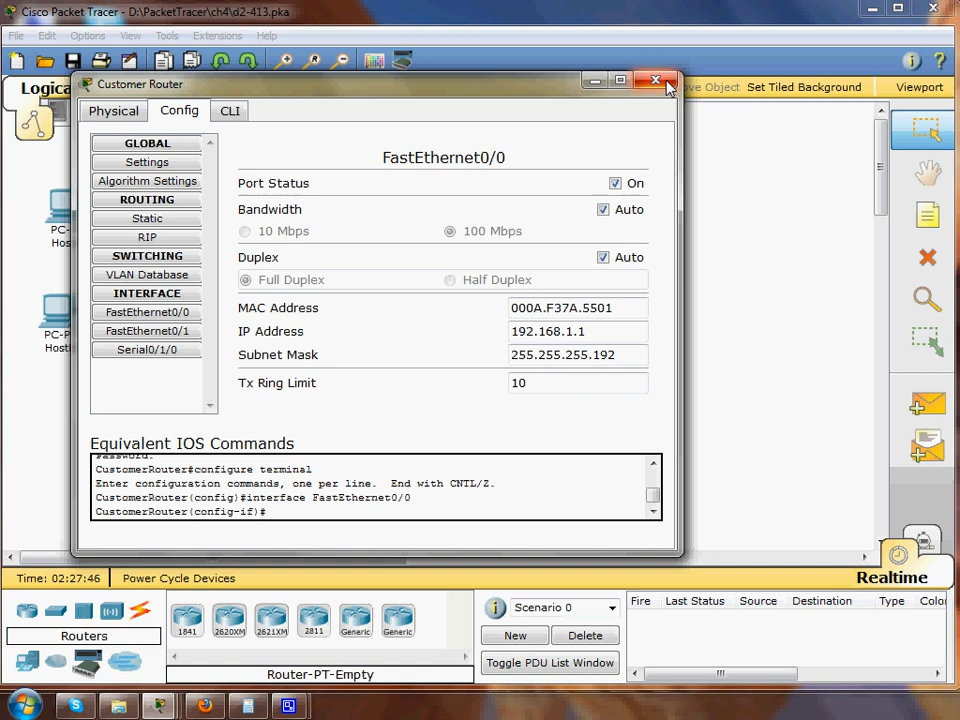 Cisco Packet Tracer - D:\PacketTracer\ch4\d2-413.pka
File Edit Options View Tools Extensions Help
Logica
Object Set Tiled Background Viewport
Customer Router
Physical Config CLI
GLOBAL
Settings
Algorithm Settings
ROUTING
Static
RIP
SWITCHING
VLAN Database
INTERFACE
FastEthernet0/0
FastEthernet0/1
Serial0/1/0
FastEthernet0/0
Port Status On
Bandwidth Auto
10 Mbps 100 Mbps
Duplex Auto
Full Duplex Half Duplex
MAC Address 000A.F37A.5501
IP Address 192.168.1.1
Subnet Mask 255.255.255.192
Tx Ring Limit 10
Equivalent IOS Commands
Password:
CustomerRouter#configure terminal
Enter configuration commands, one per line. End with CNTL/Z.
CustomerRouter(config)#interface FastEthernet0/0
CustomerRouter(config-if)#
PC-
Ho
PC-P
Host
Time: 02:27:46 Power Cycle Devices
Realtime
Routers
1841 2620XM 2621XM 2811 Generic Generic
Router-PT-Empty
Scenario 0
New Delete
Toggle PDU List Window
Fire Last Status Source Destination Type Colo